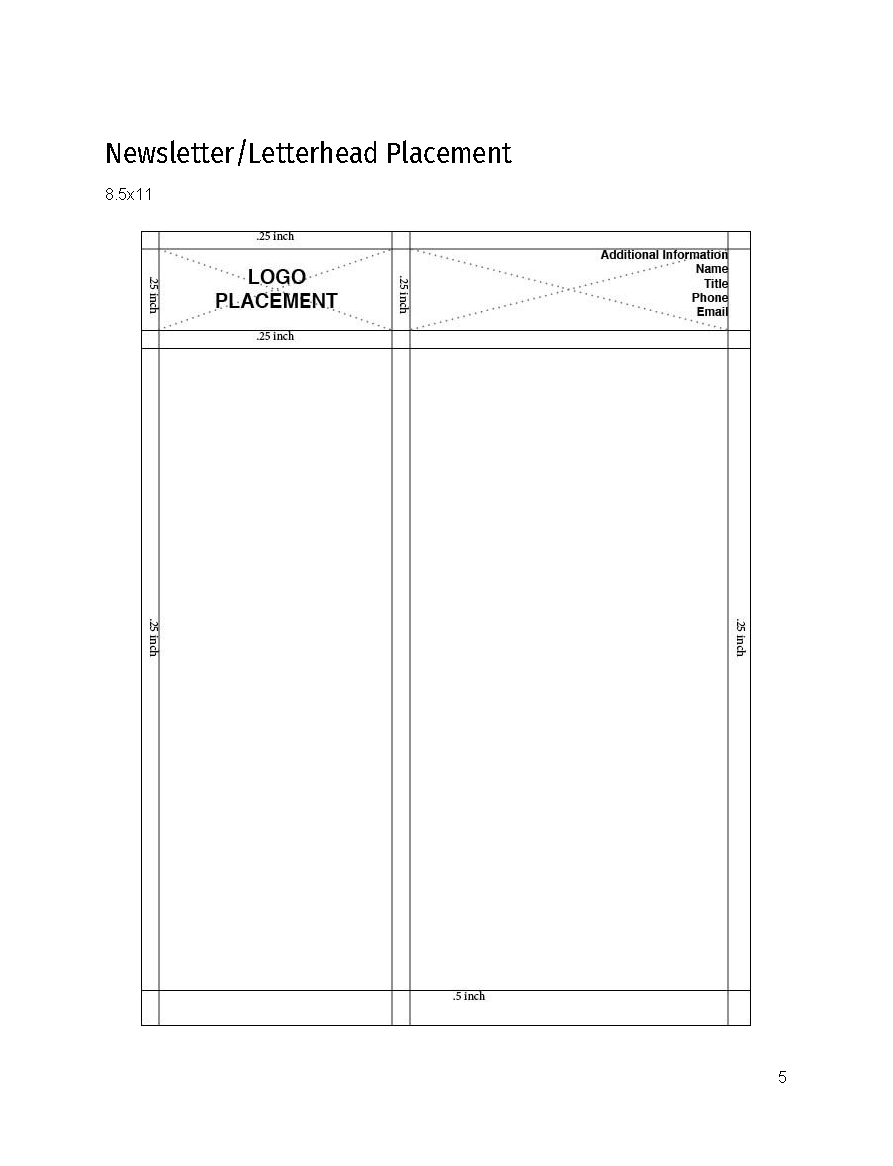 Newsletter/Letterhead Placement
8.5x11
.25 inch
.25 inch
LOGO
PLACEMENT
.25 inch
Additional Information
Name
Title
Phone
Email
.25 inch
.25 inch
.25 inch
.5 inch
5